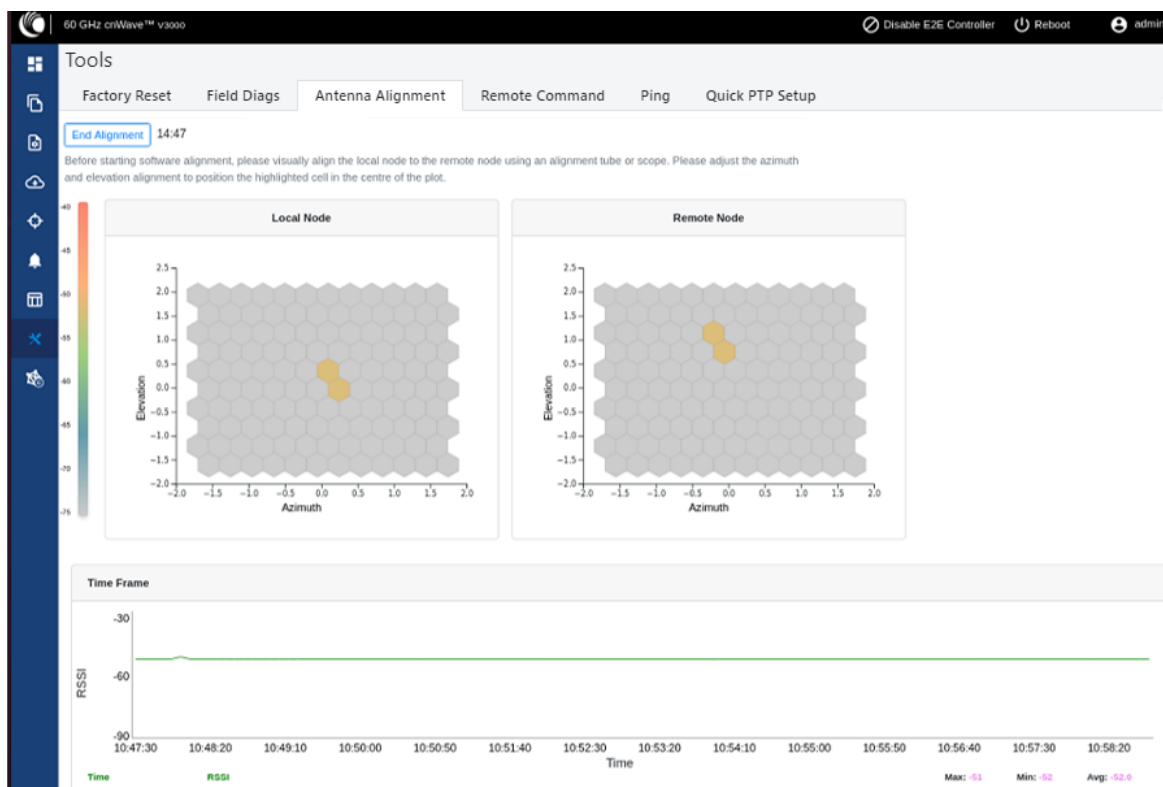 60 GHz cnWave™ V3000 Disable E2E Controller Reboot admin
Tools
Factory Reset Field Diags Antenna Alignment Remote Command Ping Quick PTP Setup
End Alignment 14:47
Before starting software alignment, please visually align the local node to the remote node using an alignment tube or scope. Please adjust the azimuth
and elevation alignment to position the highlighted cell in the centre of the plot.
-40
-45
-50
-55
-60
-65
-70
-75
Local Node
2.5
2.0
1.5
1.0
0.5
0.0
-0.5
-1.0
-1.5
-2.0
Elevation
-2.0 -1.5 -1.0 -0.5 0.0 0.5 1.0 1.5 2.0
Azimuth
Remote Node
2.5
2.0
1.5
1.0
0.5
0.0
-0.5
-1.0
-1.5
-2.0
Elevation
-2.0 -1.5 -1.0 -0.5 0.0 0.5 1.0 1.5 2.0
Azimuth
Time Frame
-30
-60
-90
RSSI
10:47:30 10:48:20 10:49:10 10:50:00 10:50:50 10:51:40 10:52:30 10:53:20 10:54:10 10:55:00 10:55:50 10:56:40 10:57:30 10:58:20
Time
Time RSSI Max: -51 Min: -52 Avg: -52.0